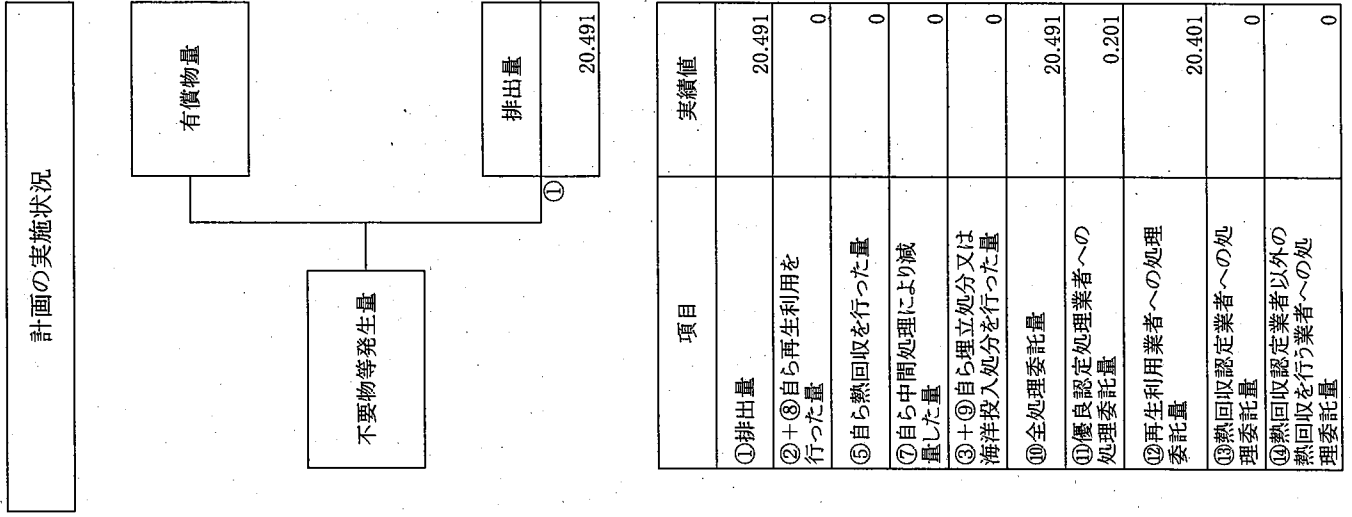 計画の実施状況
有償物量
不要物等発生量
排出量
①
20.491
項目
実績値
①排出量
20.491
②+⑧自ら再生利用を
行った量
0
⑤自ら熱回収を行った量
0
⑦自ら中間処理により減
量した量
0
③+⑨自ら埋立処分又は
海洋投入処分を行った量
0
⑩全処理委託量
20.491
⑪優良認定処理業者への
処理委託量
0.201
⑫再生利用業者への処理
委託量
20.401
⑬熱回収認定業者への処
理委託量
0
⑭熱回収認定業者以外の
熱回収を行う業者への処
理委託量
0